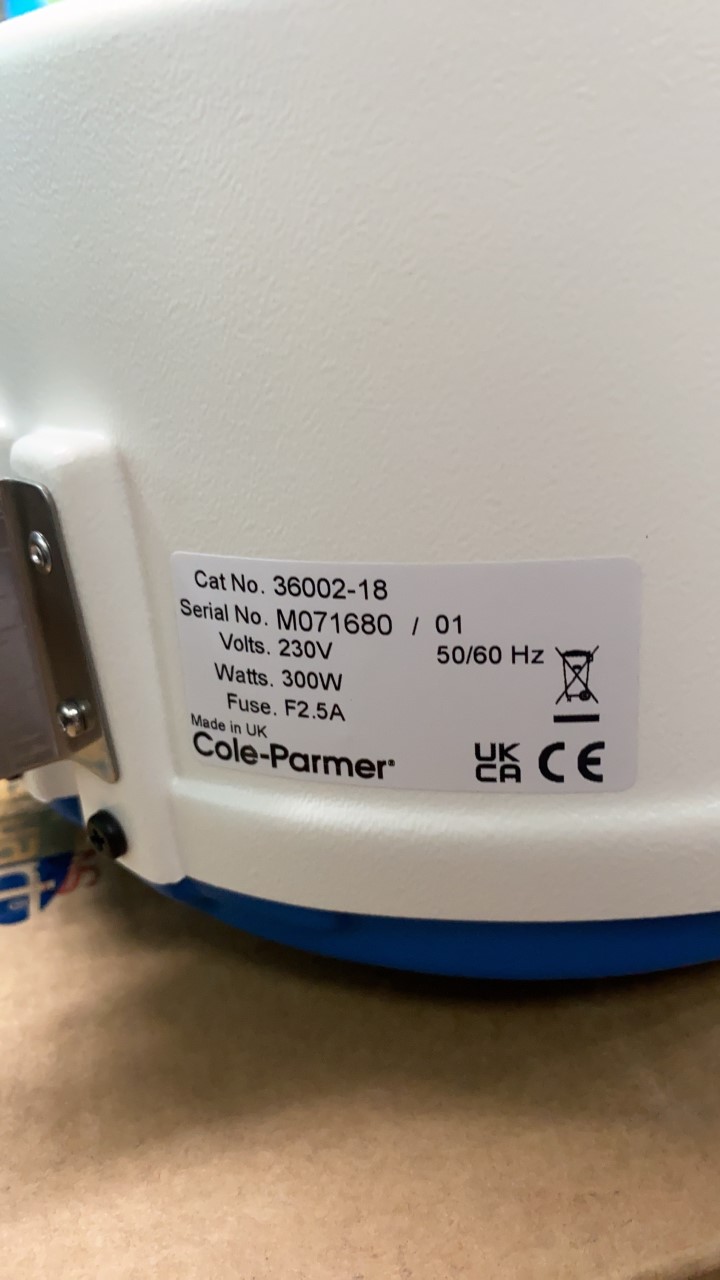 Cat No. 36002-18
Serial No. M071680 / 01
Volts. 230V 50/60 Hz
Watts. 300W
Fuse. F2.5A
Made in UK
Cole-Parmer®
UK
CA CE